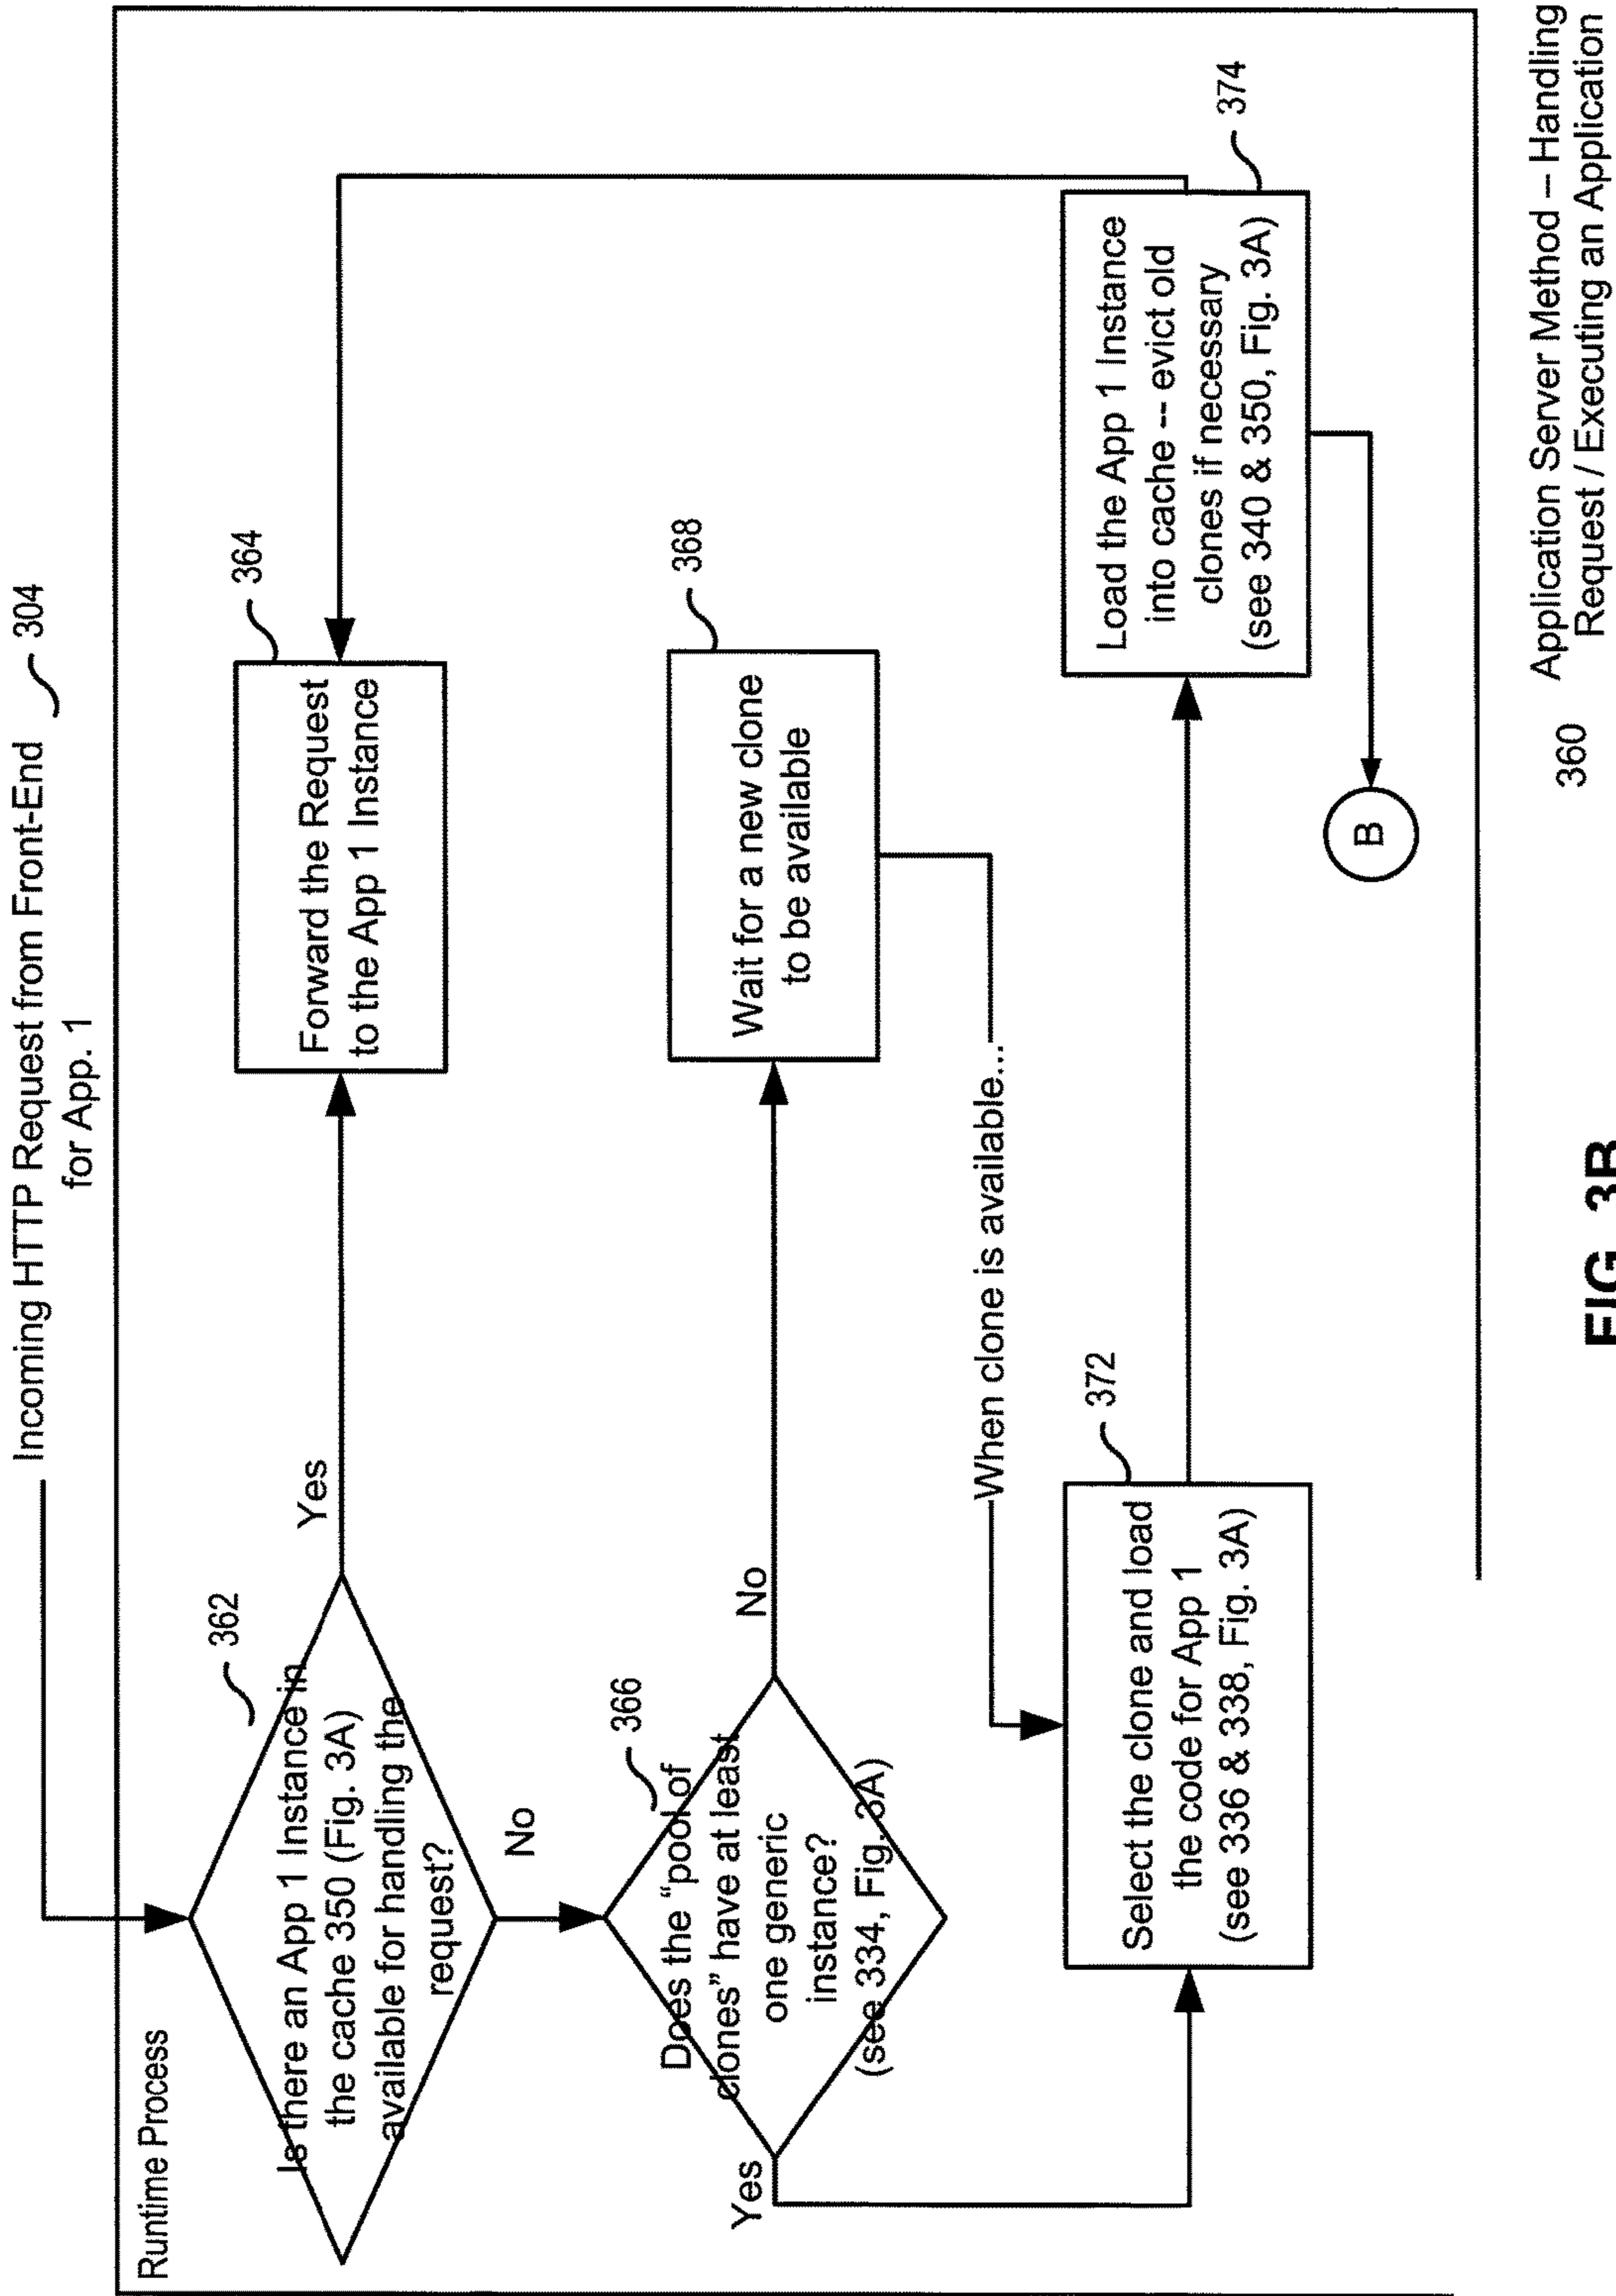 Incoming HTTP Request from Front-End
for App. 1
304
Runtime Process
Is there an App 1 Instance in
the cache 350 (Fig. 3A)
available for handling the
request?
362
Yes
Forward the Request
to the App 1 Instance
364
No
Does the “pool of
clones” have at least
one generic
instance?
(see 334, Fig. 3A)
366
No
Wait for a new clone
to be available
368
When clone is available...
Yes
Select the clone and load
the code for App 1
(see 336 & 338, Fig. 3A)
372
Load the App 1 Instance
into cache -- evict old
clones if necessary
(see 340 & 350, Fig. 3A)
374
B
360
Application Server Method -- Handling
Request / Executing an Application
FIG. 3B